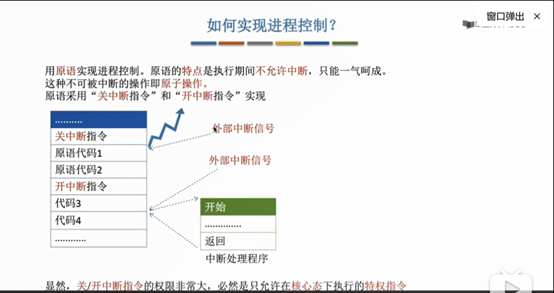 窗口弹出
如何实现进程控制？
用原语实现进程控制。原语的特点是执行期间不允许中断，只能一气呵成。
这种不可被中断的操作即原子操作。
原语采用“关中断指令”和“开中断指令”实现
..........
关中断指令
原语代码1
原语代码2
开中断指令
代码3
代码4
............
外部中断信号
外部中断信号
开始
..............
返回
中断处理程序
显然，关/开中断指令的权限非常大，必然是只允许在核心态下执行的特权指令